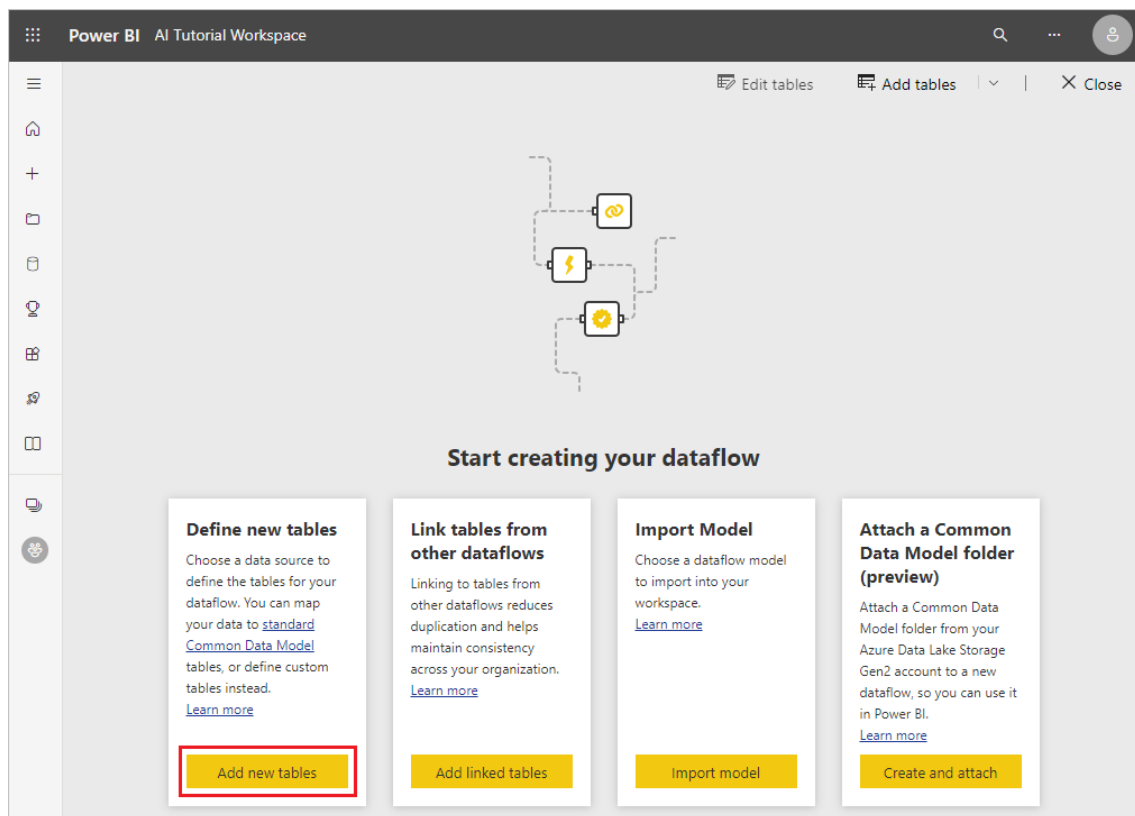 Power BI AI Tutorial Workspace
Edit tables Add tables Close
Start creating your dataflow
Define new tables
Choose a data source to
define the tables for your
dataflow. You can map
your data to standard
Common Data Model
tables, or define custom
tables instead.
Learn more
Add new tables
Link tables from
other dataflows
Linking to tables from
other dataflows reduces
duplication and helps
maintain consistency
across your organization.
Learn more
Add linked tables
Import Model
Choose a dataflow model
to import into your
workspace.
Learn more
Import model
Attach a Common
Data Model folder
(preview)
Attach a Common Data
Model folder from your
Azure Data Lake Storage
Gen2 account to a new
dataflow, so you can use it
in Power BI.
Learn more
Create and attach